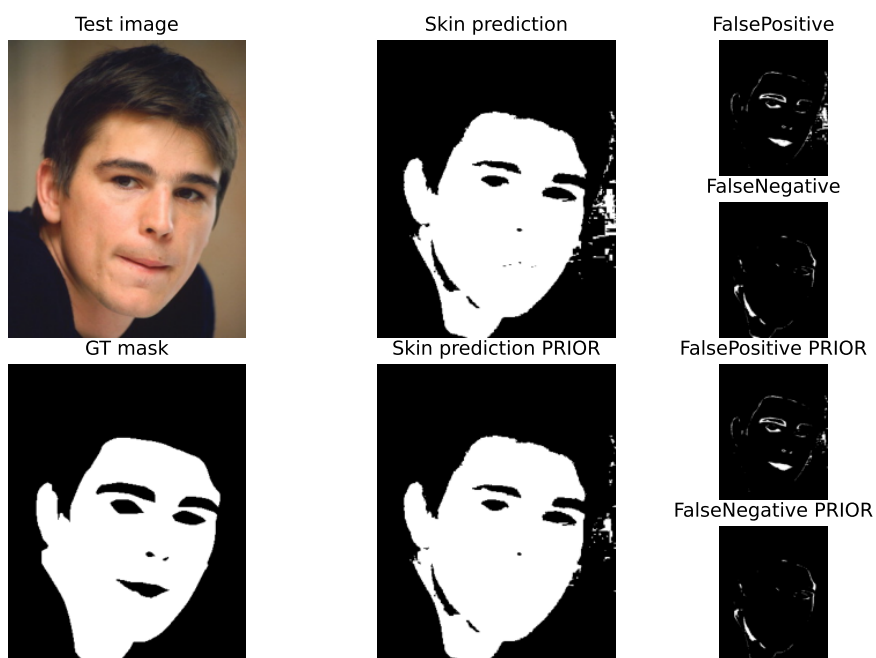 Test image
Skin prediction
FalsePositive
FalseNegative
GT mask
Skin prediction PRIOR
FalsePositive PRIOR
FalseNegative PRIOR